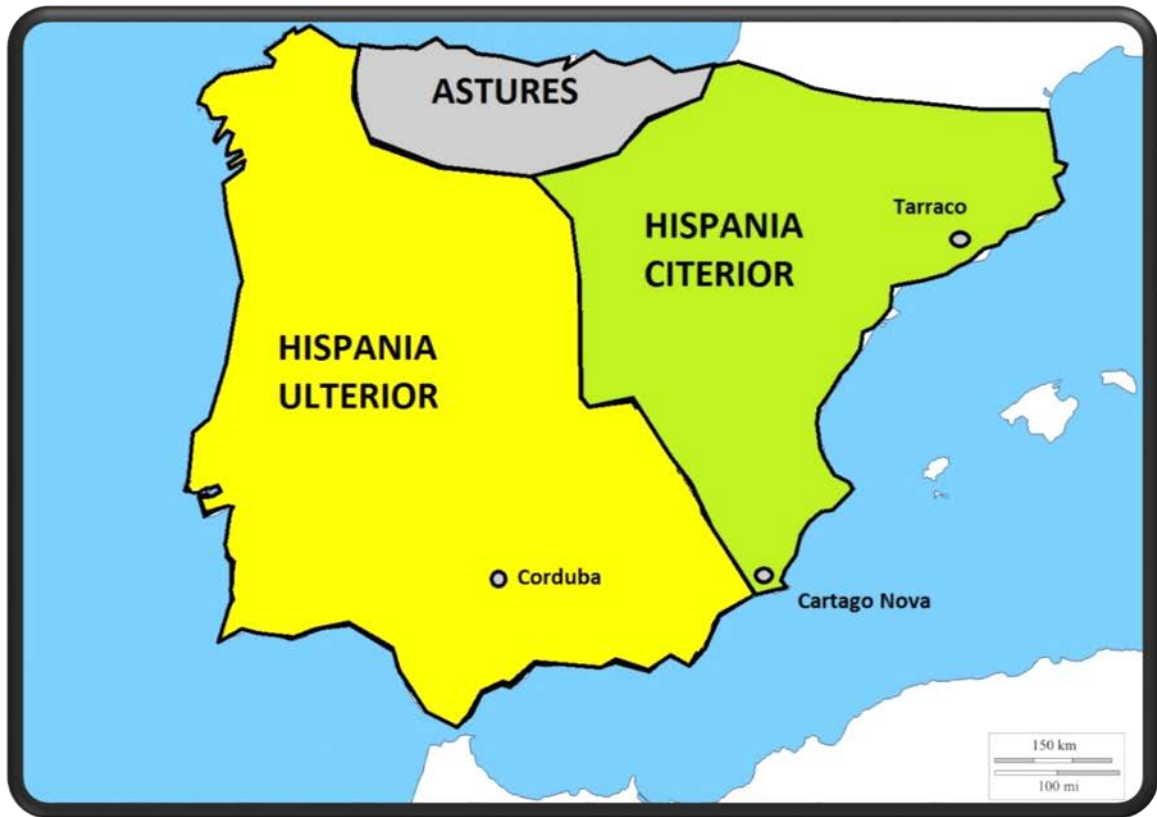 ASTURES
Tarraco
HISPANIA
CITERIOR
HISPANIA
ULTERIOR
Corduba
Cartago Nova
150 km
100 mi